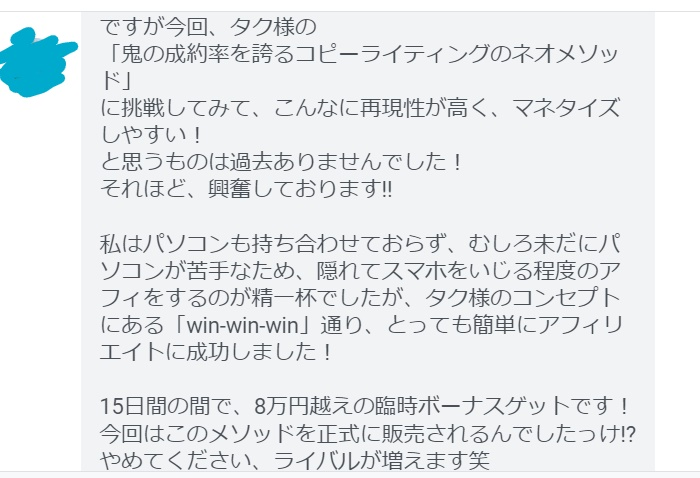 ですが今回、タク様の
「鬼の成約率を誇るコピーライティングのネオメソッ
ド」
に挑戦してみて、こんなに再現性が高く、マネタイズ
しやすい！
と思うものは過去ありませんでした！
それほど、興奮しております!!
私はパソコンも持ち合わせておらず、むしろ未だにパ
ソコンが苦手なため、隠れてスマホをいじる程度のア
フィをするのが精一杯でしたが、タク様のコンセプト
にある「win-win-win」通り、とっても簡単にアフィリ
エイトに成功しました！
15日間の間で、8万円越えの臨時ボーナスゲットです！
今回はこのメソッドを正式に販売されるんでしたっけ!?
やめてください、ライバルが増えます笑